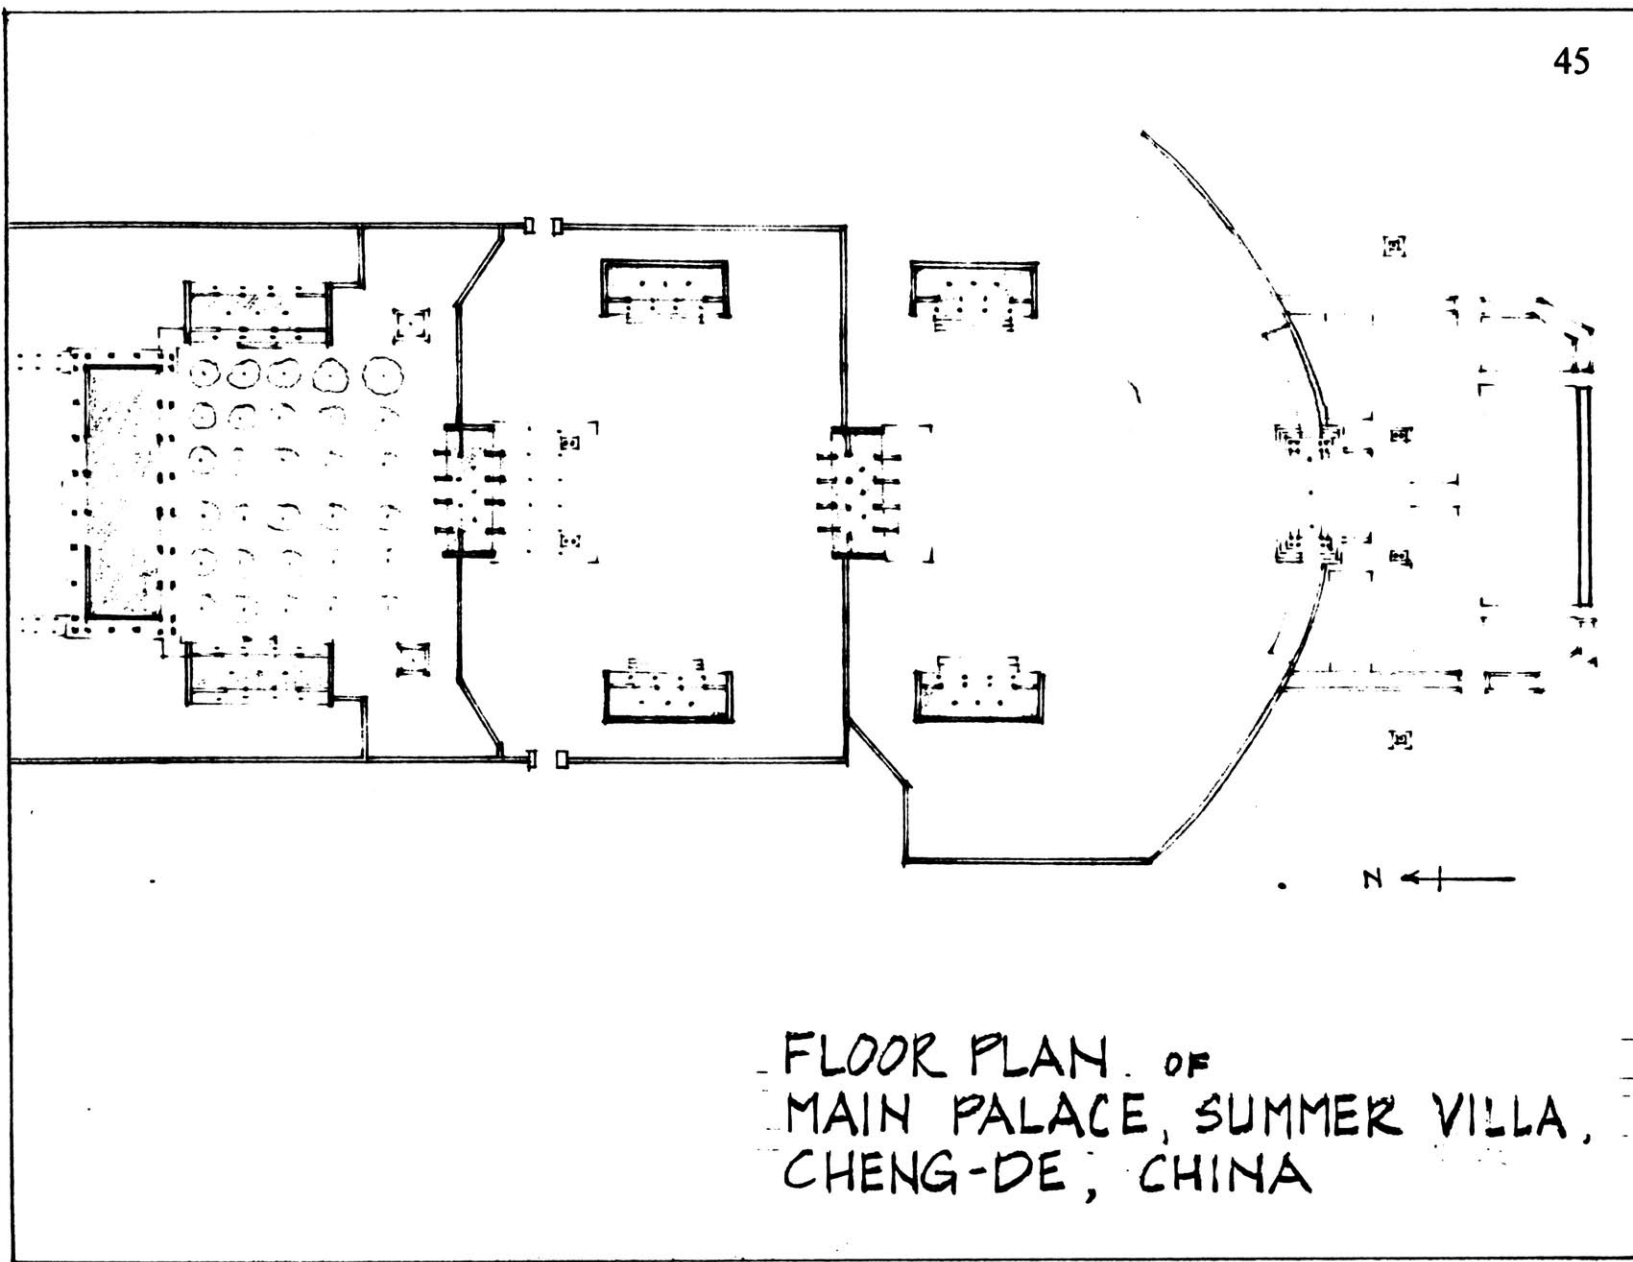 45
N
FLOOR PLAN. OF
MAIN PALACE, SUMMER VILLA,
CHENG-DE, CHINA